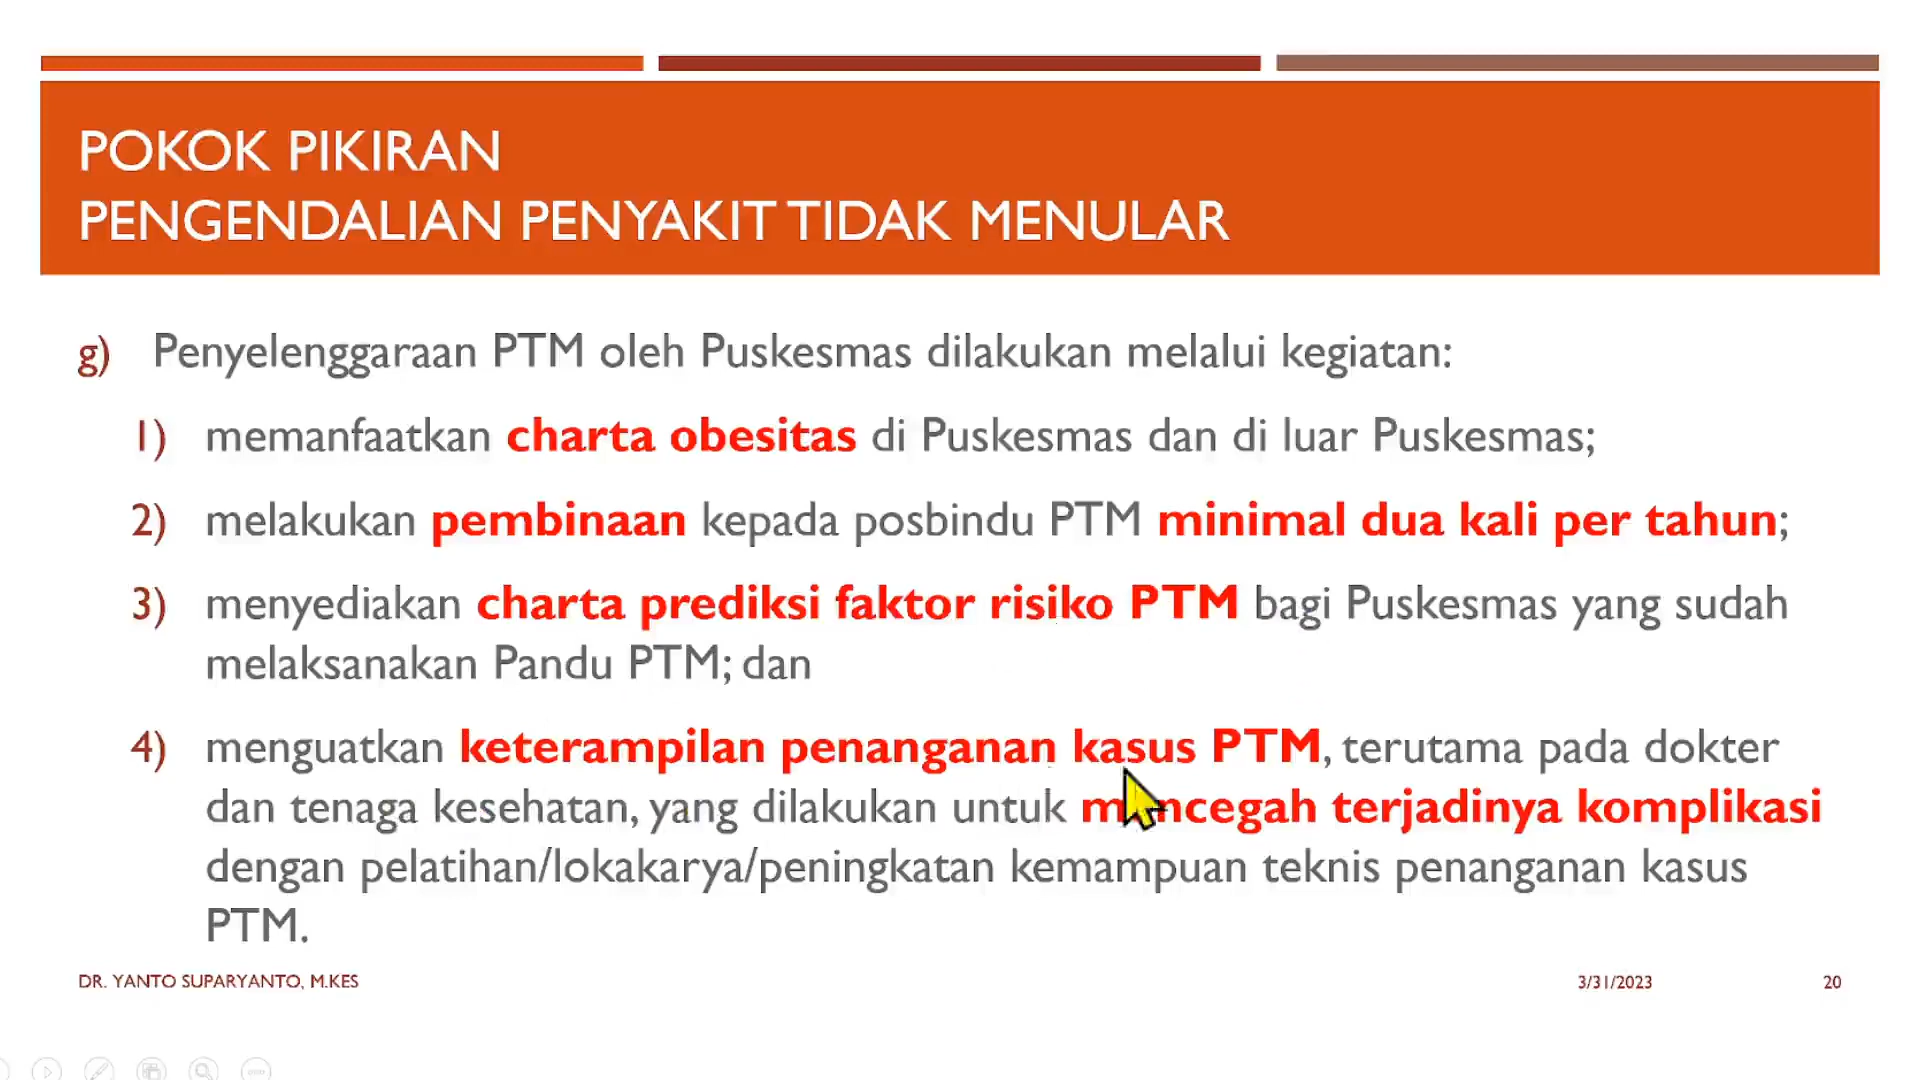 POKOK PIKIRAN
PENGENDALIAN PENYAKIT TIDAK MENULAR
g) Penyelenggaraan PTM oleh Puskesmas dilakukan melalui kegiatan:
1) memanfaatkan charta obesitas di Puskesmas dan di luar Puskesmas;
2) melakukan pembinaan kepada posbindu PTM minimal dua kali per tahun;
3) menyediakan charta prediksi faktor risiko PTM bagi Puskesmas yang sudah
melaksanakan Pandu PTM; dan
4) menguatkan keterampilan penanganan kasus PTM, terutama pada dokter
dan tenaga kesehatan, yang dilakukan untuk mencegah terjadinya komplikasi
dengan pelatihan/lokakarya/peningkatan kemampuan teknis penanganan kasus
PTM.
DR. YANTO SUPARYANTO, M.KES
3/31/2023
20